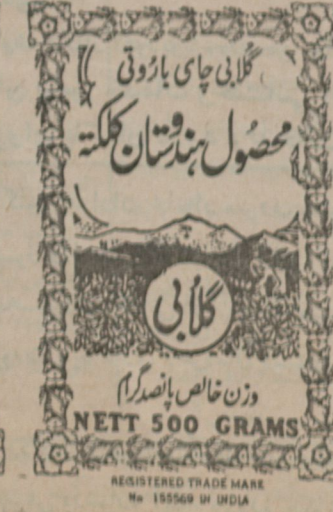 گلابی چای باروتی
محصول ہندوستان کلکتہ
گلابی
وزن خالص پانصد گرام
NETT 500 GRAMS
REGISTERED TRADE MARK
No 155569 IN INDIA